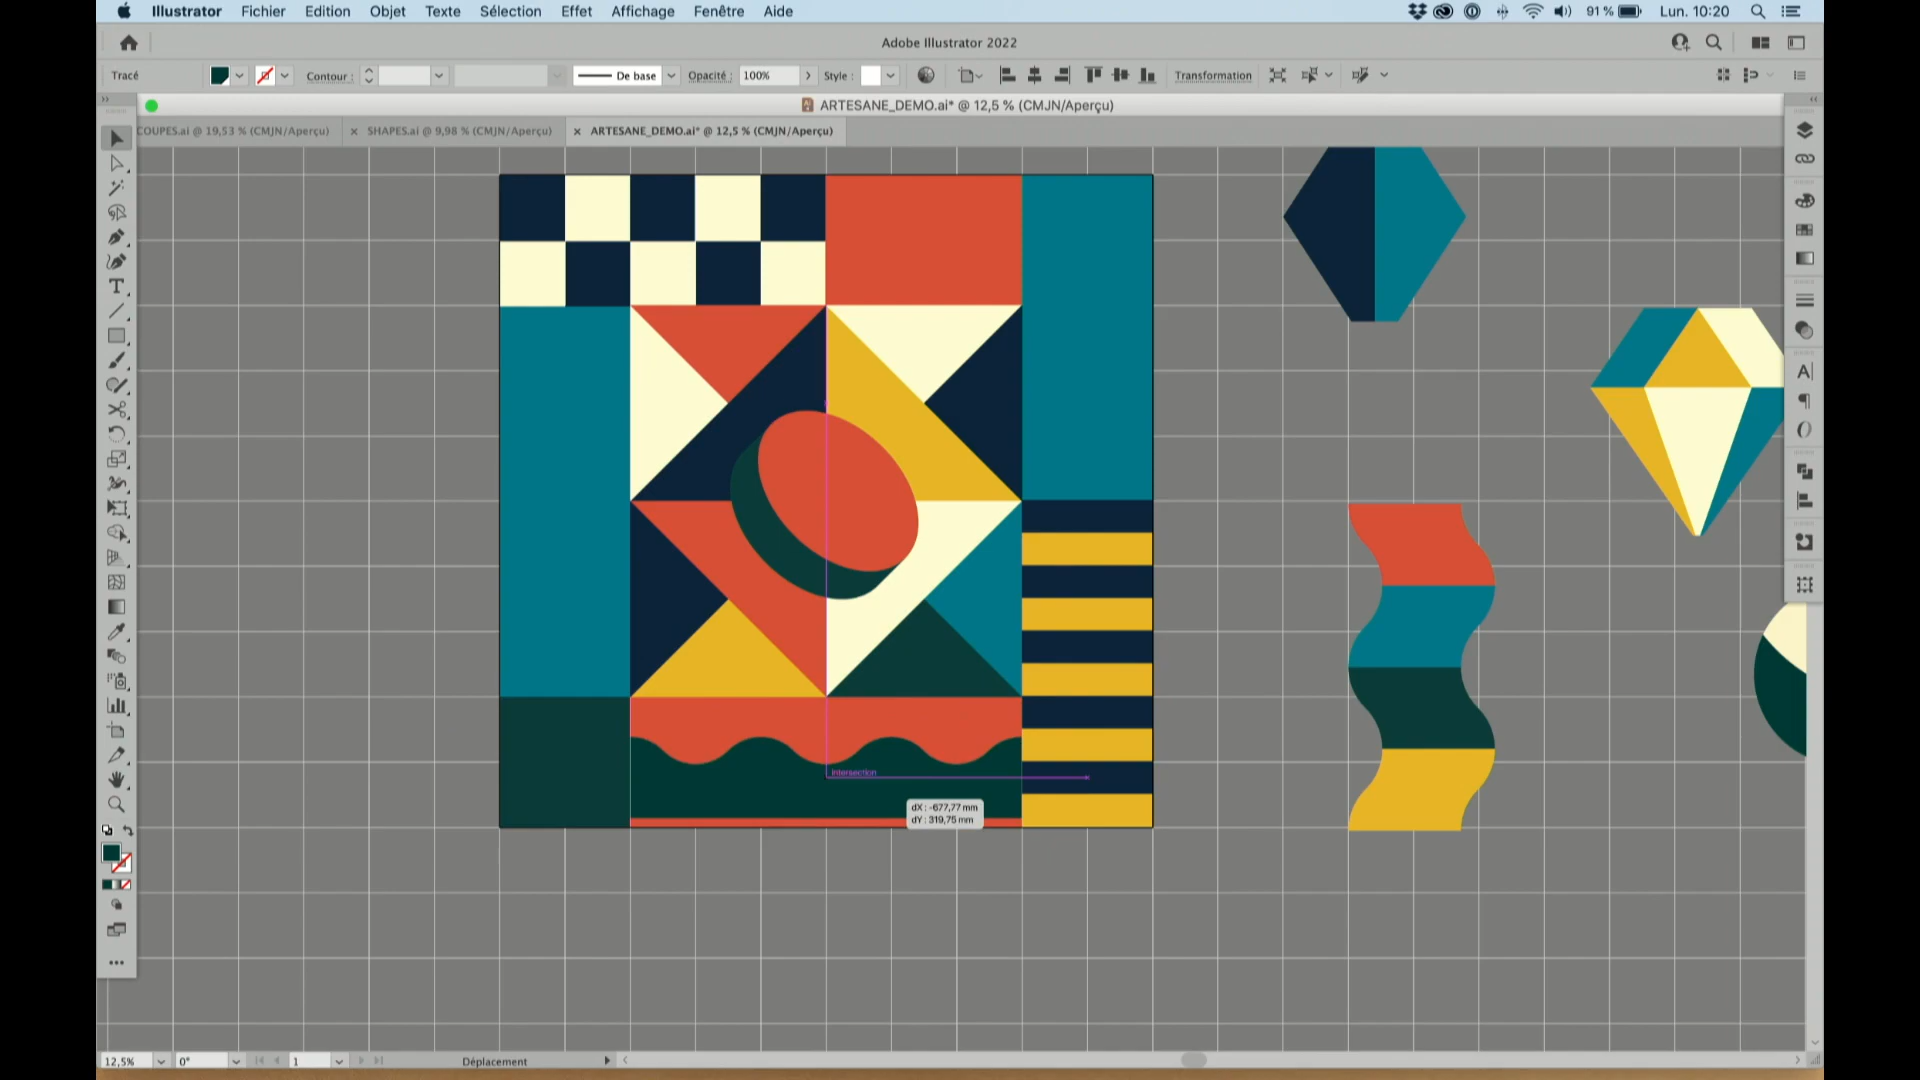 Illustrator Fichier Edition Objet Texte Sélection Effet Affichage Fenêtre Aide 91 % Lun. 10:20
Adobe Illustrator 2022
Tracé Contour : De base Opacité : 100% Style : Transformation
ARTESANE_DEMO.ai* @ 12,5 % (CMJN/Aperçu)
COUPES.ai @ 19,53 % (CMJN/Aperçu) SHAPES.ai @ 9,98 % (CMJN/Aperçu) ARTESANE_DEMO.ai* @ 12,5 % (CMJN/Aperçu)
intersection
dX : -677,77 mm
dY : 319,75 mm
12,5% 0° 1 Déplacement